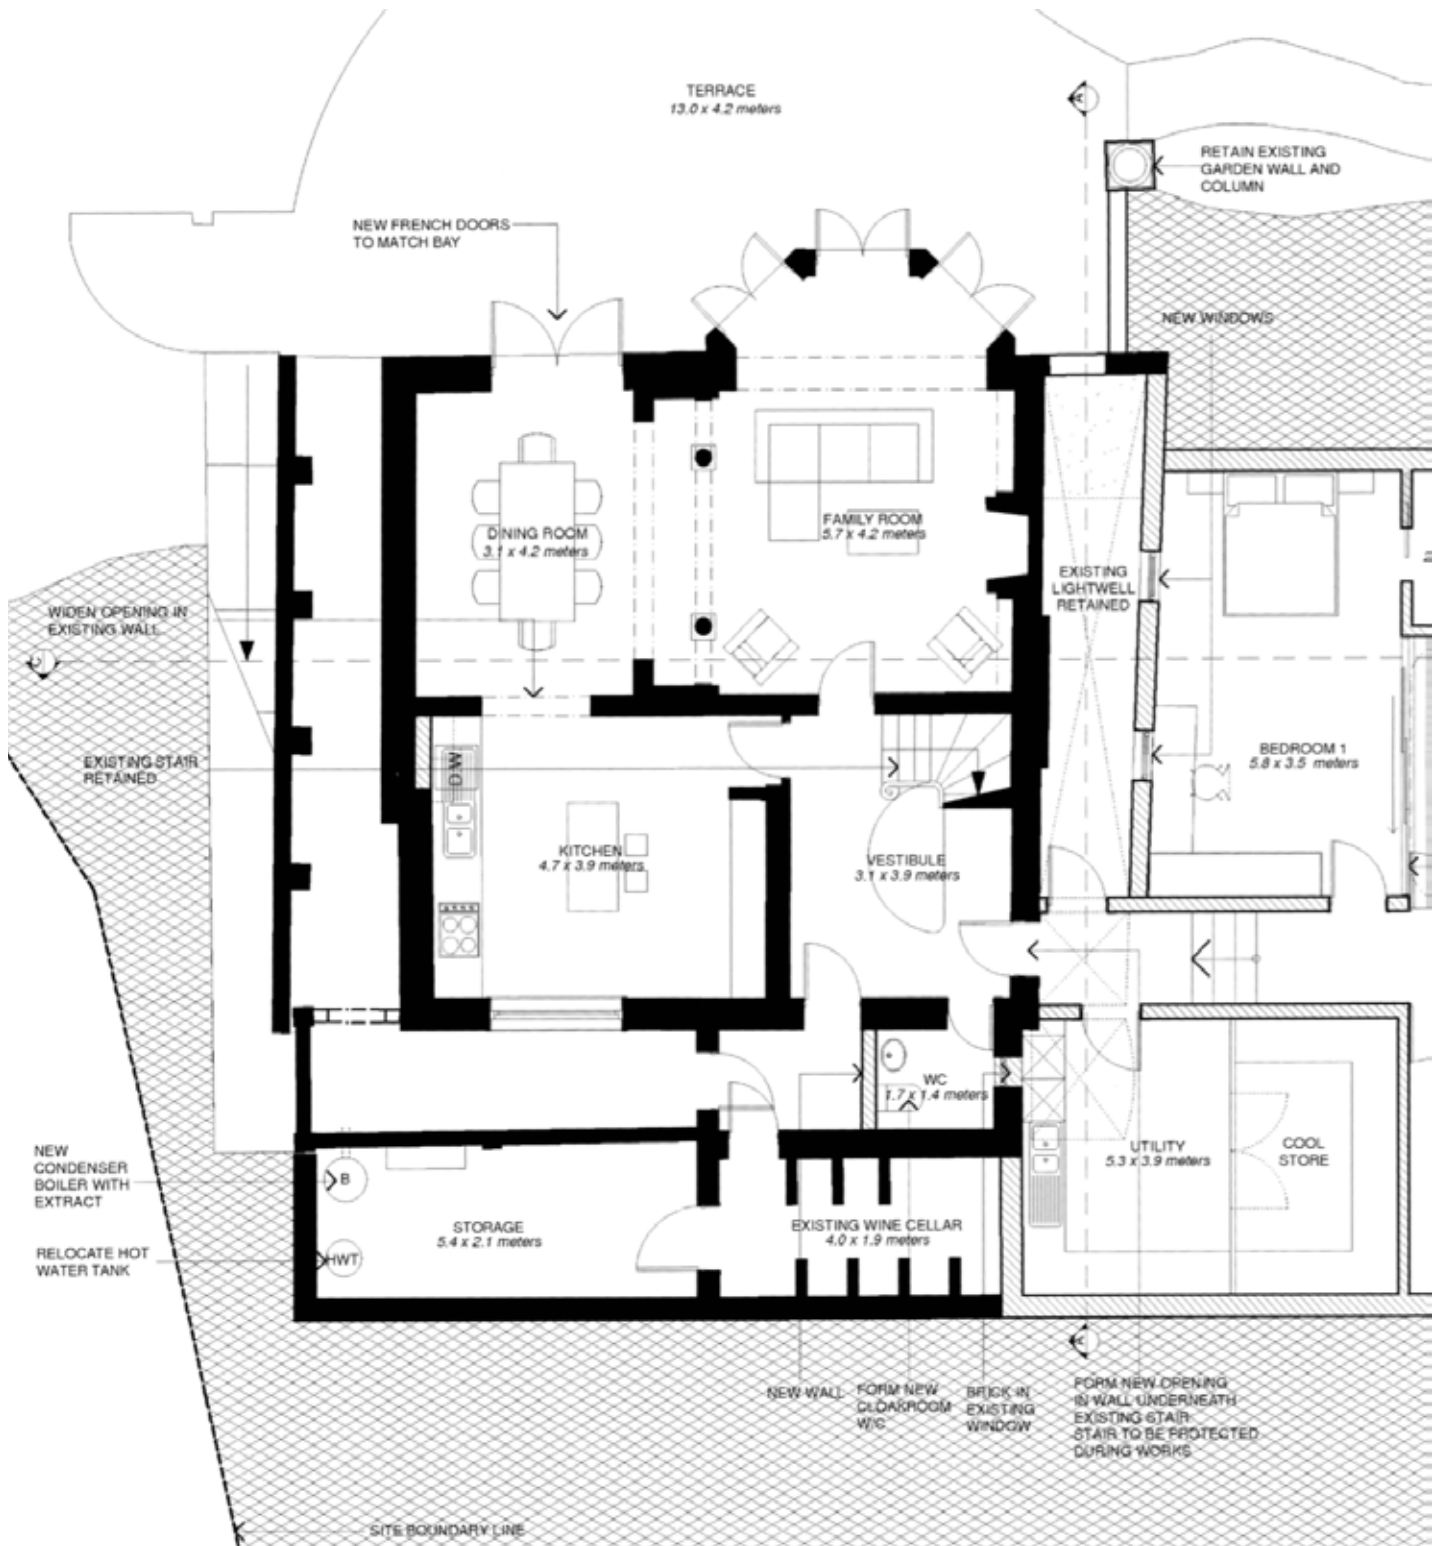 TERRACE
13.0 x 4.2 meters
A
RETAIN EXISTING
GARDEN WALL AND
COLUMN
NEW FRENCH DOORS
TO MATCH BAY
NEW WINDOWS
DINING ROOM
3.1 x 4.2 meters
FAMILY ROOM
5.7 x 4.2 meters
EXISTING
LIGHTWELL
RETAINED
WIDEN OPENING IN
EXISTING WALL
C
EXISTING STAIR
RETAINED
BEDROOM 1
5.8 x 3.5 meters
KITCHEN
4.7 x 3.9 meters
VESTIBULE
3.1 x 3.9 meters
WC
1.7 x 1.4 meters
UTILITY
5.3 x 3.9 meters
COOL
STORE
NEW
CONDENSER
BOILER WITH
EXTRACT
B
STORAGE
5.4 x 2.1 meters
EXISTING WINE CELLAR
4.0 x 1.9 meters
RELOCATE HOT
WATER TANK
HWT
A
NEW WALL
FORM NEW
CLOAKROOM
W/C
BRICK IN
EXISTING
WINDOW
FORM NEW OPENING
IN WALL UNDERNEATH
EXISTING STAIR
STAIR TO BE PROTECTED
DURING WORKS
SITE BOUNDARY LINE